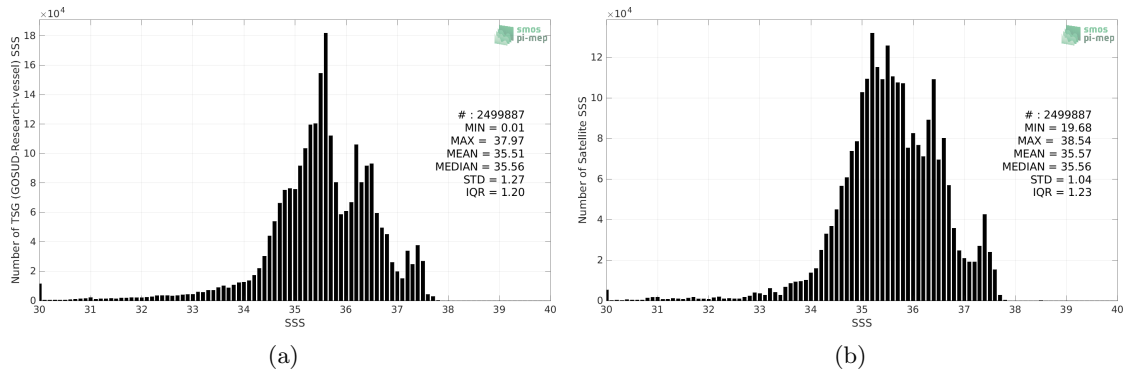 ×10⁴
18
16
14
12
10
8
6
4
2
0
Number of TSG (GOSUD-Research-vessel) SSS
30 31 32 33 34 35 36 37 38 39 40
SSS
smos
pi-mep
# : 2499887
MIN = 0.01
MAX = 37.97
MEAN = 35.51
MEDIAN = 35.56
STD = 1.27
IQR = 1.20
(a)
×10⁴
12
10
8
6
4
2
0
Number of Satellite SSS
30 31 32 33 34 35 36 37 38 39 40
SSS
smos
pi-mep
# : 2499887
MIN = 19.68
MAX = 38.54
MEAN = 35.57
MEDIAN = 35.56
STD = 1.04
IQR = 1.23
(b)